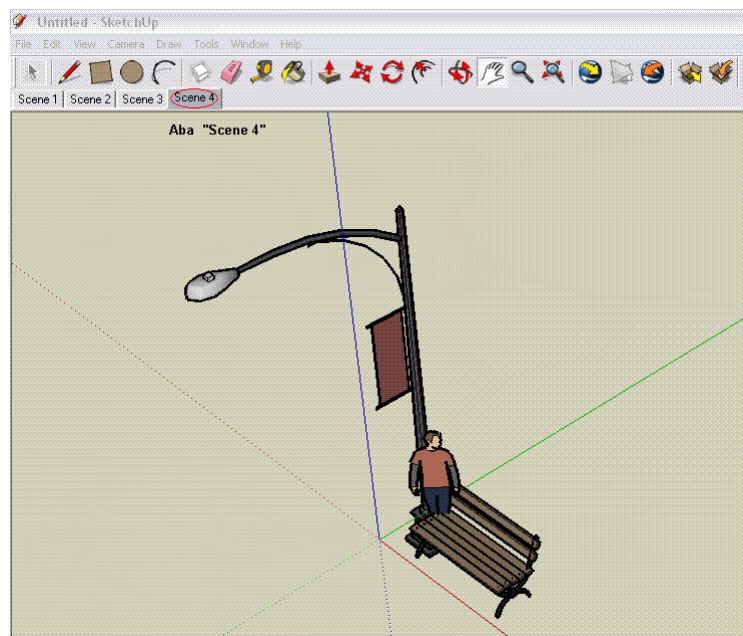 Untitled - SketchUp
File Edit View Camera Draw Tools Window Help
Scene 1 Scene 2 Scene 3 Scene 4
Aba "Scene 4"